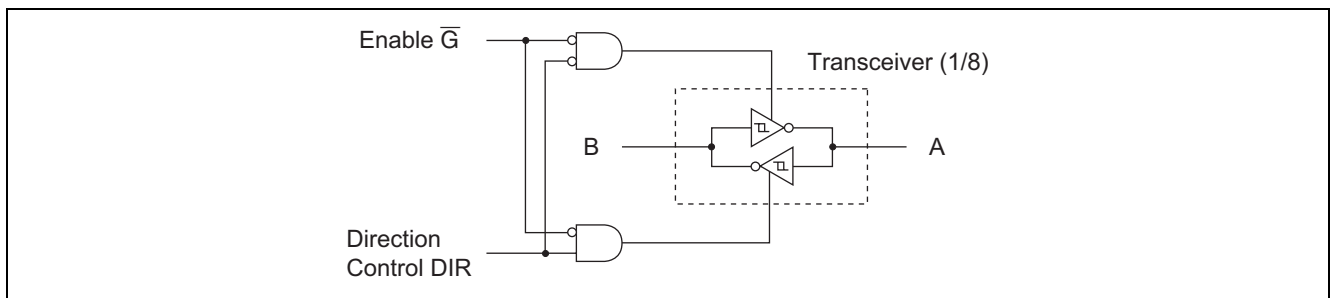 Enable G̅
Transceiver (1/8)
B
A
Direction
Control DIR